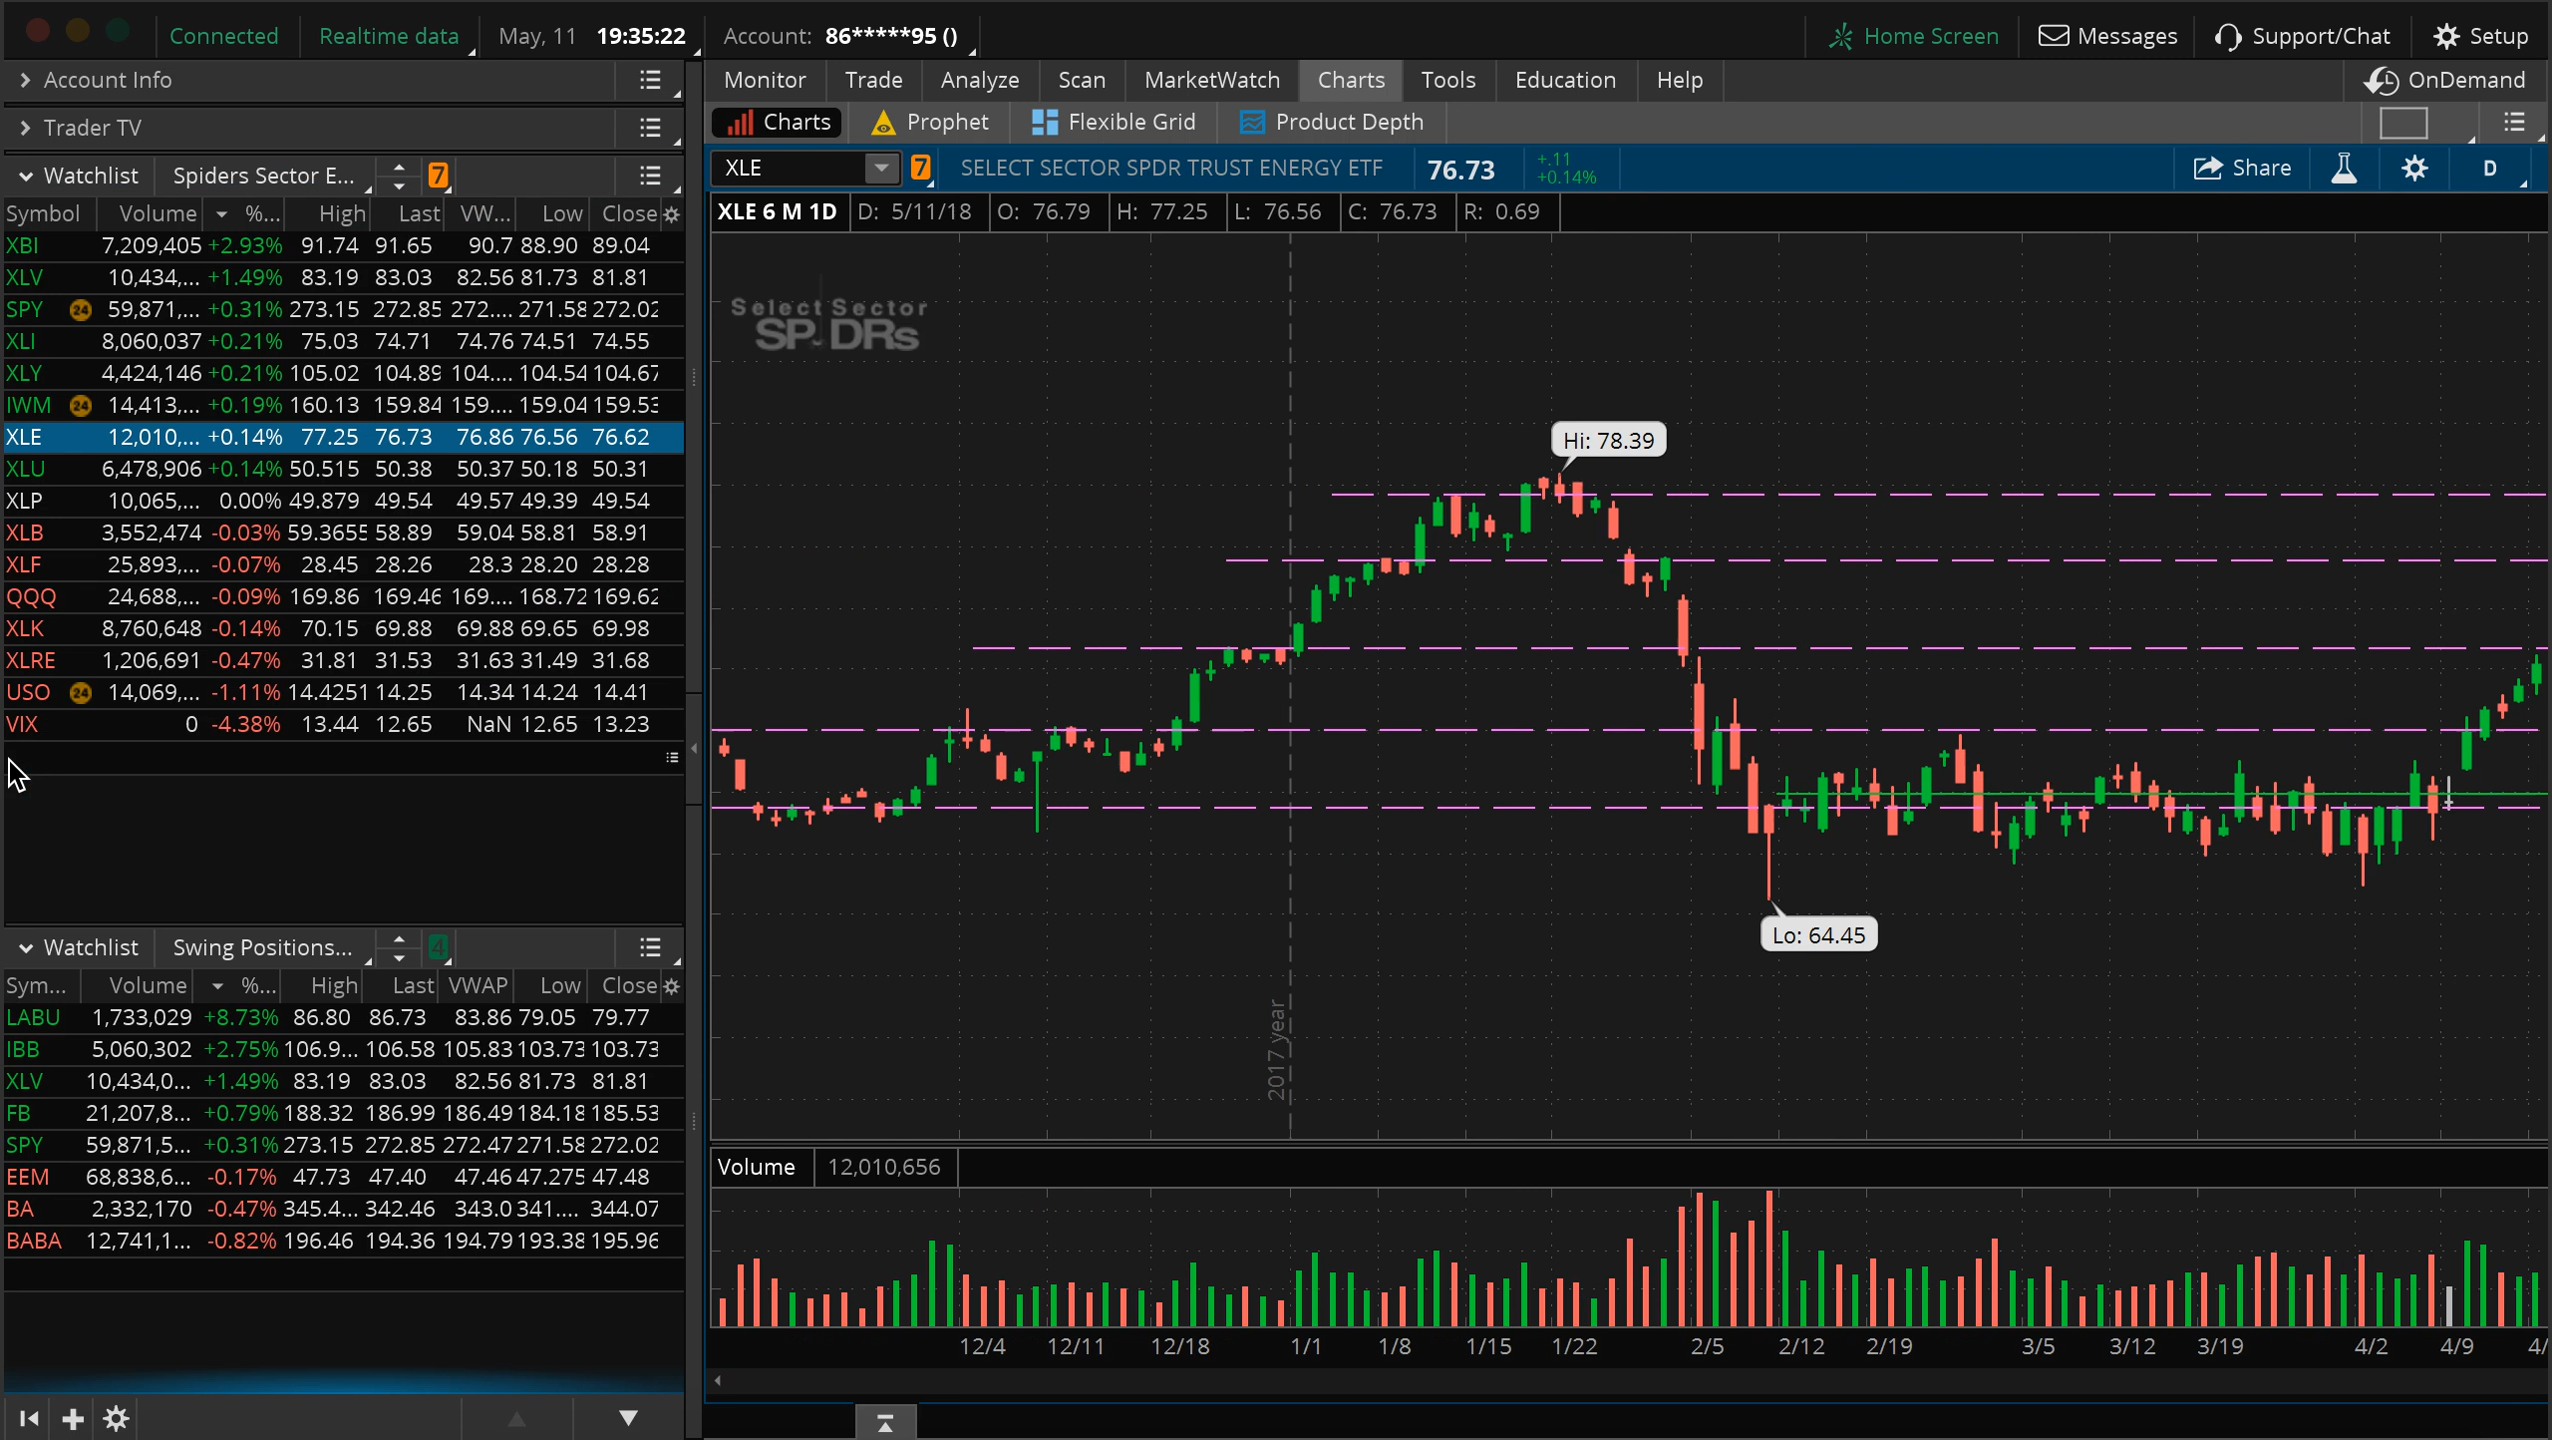 Connected Realtime data May, 11 19:35:22 Account: 86*****95 () Home Screen Messages Support/Chat Setup
Account Info
Trader TV
Watchlist Spiders Sector E... 7
Symbol Volume %... High Last VW... Low Close
XBI 7,209,405 +2.93% 91.74 91.65 90.7 88.90 89.04
XLV 10,434,... +1.49% 83.19 83.03 82.56 81.73 81.81
SPY 24 59,871,... +0.31% 273.15 272.85 272.... 271.58 272.02
XLI 8,060,037 +0.21% 75.03 74.71 74.76 74.51 74.55
XLY 4,424,146 +0.21% 105.02 104.89 104.... 104.54 104.67
IWM 24 14,413,... +0.19% 160.13 159.84 159.... 159.04 159.53
XLE 12,010,... +0.14% 77.25 76.73 76.86 76.56 76.62
XLU 6,478,906 +0.14% 50.515 50.38 50.37 50.18 50.31
XLP 10,065,... 0.00% 49.879 49.54 49.57 49.39 49.54
XLB 3,552,474 -0.03% 59.3655 58.89 59.04 58.81 58.91
XLF 25,893,... -0.07% 28.45 28.26 28.3 28.20 28.28
QQQ 24,688,... -0.09% 169.86 169.46 169.... 168.72 169.62
XLK 8,760,648 -0.14% 70.15 69.88 69.88 69.65 69.98
XLRE 1,206,691 -0.47% 31.81 31.53 31.63 31.49 31.68
USO 24 14,069,... -1.11% 14.4251 14.25 14.34 14.24 14.41
VIX 0 -4.38% 13.44 12.65 NaN 12.65 13.23
Watchlist Swing Positions... 4
Sym... Volume %... High Last VWAP Low Close
LABU 1,733,029 +8.73% 86.80 86.73 83.86 79.05 79.77
IBB 5,060,302 +2.75% 106.9... 106.58 105.83 103.73 103.73
XLV 10,434,0... +1.49% 83.19 83.03 82.56 81.73 81.81
FB 21,207,8... +0.79% 188.32 186.99 186.49 184.18 185.53
SPY 59,871,5... +0.31% 273.15 272.85 272.47 271.58 272.02
EEM 68,838,6... -0.17% 47.73 47.40 47.46 47.275 47.48
BA 2,332,170 -0.47% 345.4... 342.46 343.0 341.... 344.07
BABA 12,741,1... -0.82% 196.46 194.36 194.79 193.38 195.96
Monitor Trade Analyze Scan MarketWatch Charts Tools Education Help OnDemand
Charts Prophet Flexible Grid Product Depth
XLE 7 SELECT SECTOR SPDR TRUST ENERGY ETF 76.73 +.11 +0.14% Share D
XLE 6 M 1D D: 5/11/18 O: 76.79 H: 77.25 L: 76.56 C: 76.73 R: 0.69
Select Sector
SPDRs
Hi: 78.39
Lo: 64.45
2017 year
Volume 12,010,656
12/4 12/11 12/18 1/1 1/8 1/15 1/22 2/5 2/12 2/19 3/5 3/12 3/19 4/2 4/9 4/